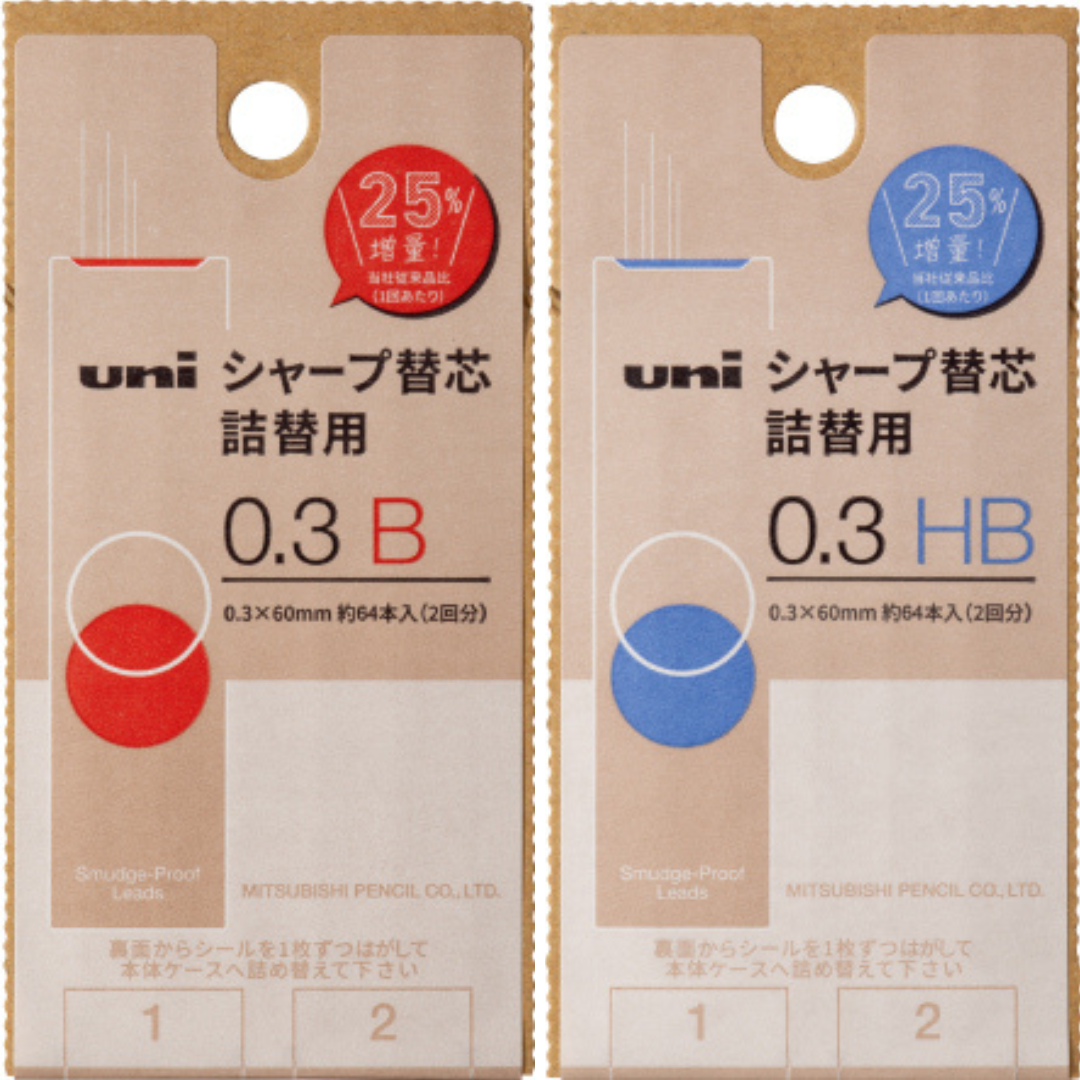 25%
増量!
当社従来品比
(1回あたり)
uni シャープ替芯
詰替用
0.3 B
0.3×60mm 約64本入(2回分)
Smudge-Proof
Leads
MITSUBISHI PENCIL CO., LTD.
裏面からシールを1枚ずつはがして
本体ケースへ詰め替えて下さい
1
2
25%
増量!
当社従来品比
(1回あたり)
uni シャープ替芯
詰替用
0.3 HB
0.3×60mm 約64本入(2回分)
Smudge-Proof
Leads
MITSUBISHI PENCIL CO., LTD.
裏面からシールを1枚ずつはがして
本体ケースへ詰め替えて下さい
1
2